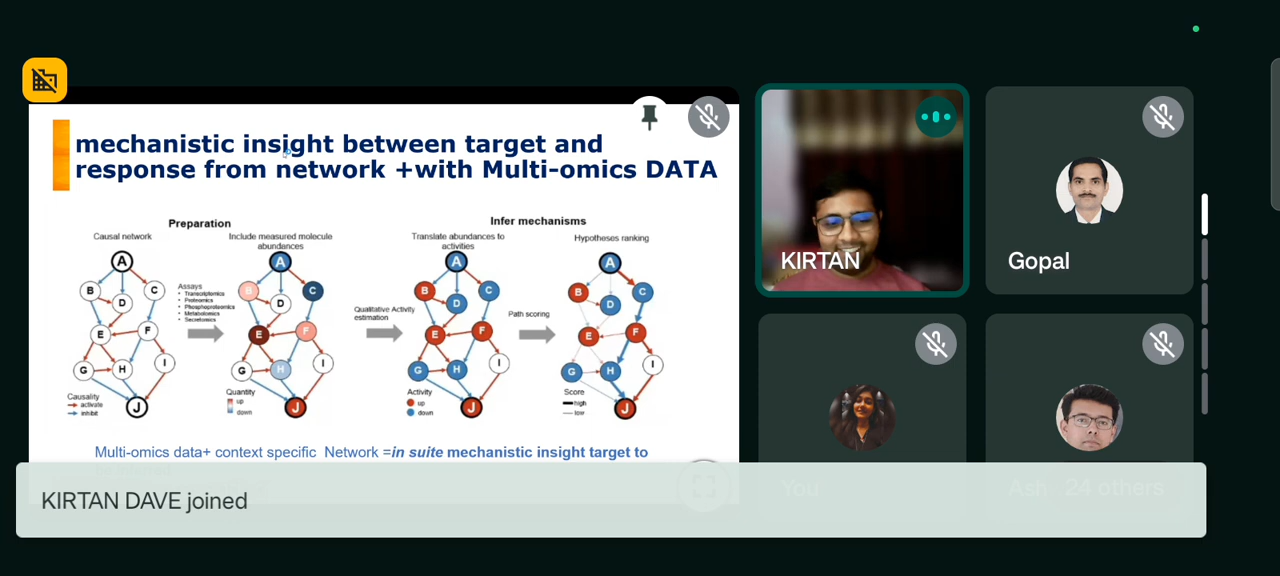 mechanistic insight between target and
response from network +with Multi-omics DATA
Preparation
Infer mechanisms
Causal network
Include measured molecule
abundances
Translate abundances to
activities
Hypotheses ranking
A
B
C
D
E
F
G
H
I
J
Assays
• Transcriptomics
• Proteomics
• Phosphoproteomics
• Metabolomics
• Secretomics
Causality
activate
inhibit
A
B
C
D
E
F
G
H
I
J
Quantity
up
down
Qualitative Activity
estimation
A
B
C
D
E
F
G
H
I
J
Activity
up
down
Path scoring
A
B
C
D
E
F
G
H
I
J
Score
high
low
Multi-omics data+ context specific Network =in suite mechanistic insight target to
KIRTAN
Gopal
You
Ash
24 others
KIRTAN DAVE joined